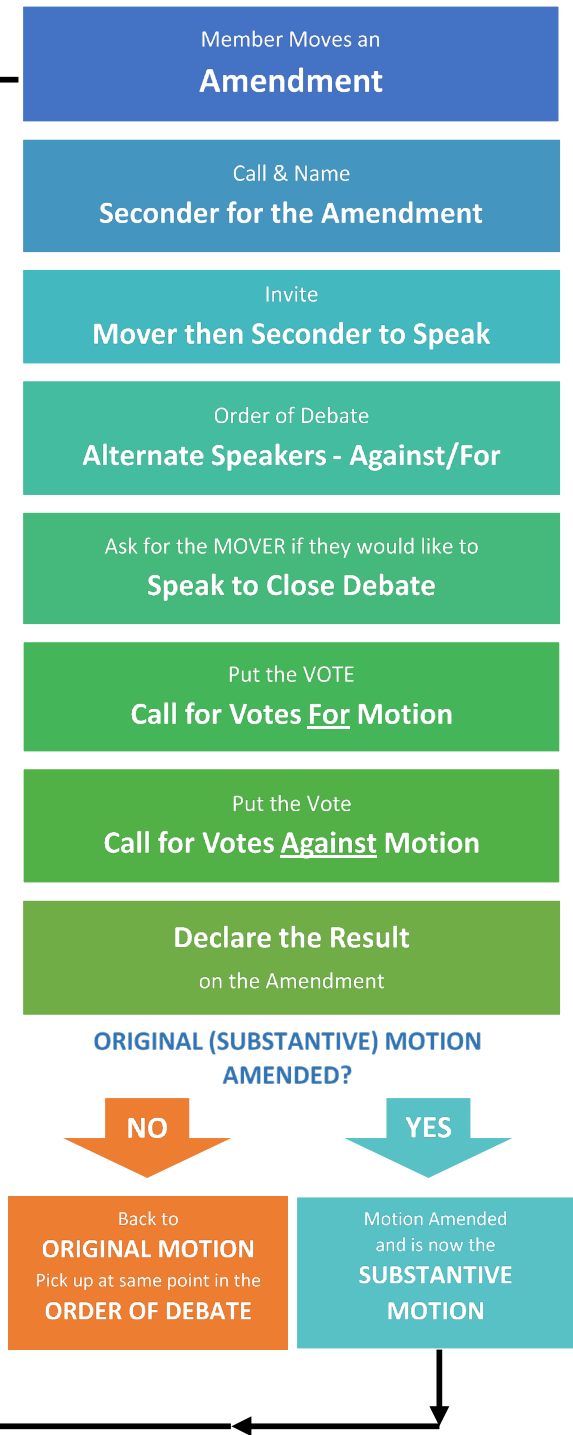 Member Moves an
Amendment
Call & Name
Seconder for the Amendment
Invite
Mover then Seconder to Speak
Order of Debate
Alternate Speakers - Against/For
Ask for the MOVER if they would like to
Speak to Close Debate
Put the VOTE
Call for Votes For Motion
Put the Vote
Call for Votes Against Motion
Declare the Result
on the Amendment
ORIGINAL (SUBSTANTIVE) MOTION
AMENDED?
NO
YES
Back to
ORIGINAL MOTION
Pick up at same point in the
ORDER OF DEBATE
Motion Amended
and is now the
SUBSTANTIVE
MOTION